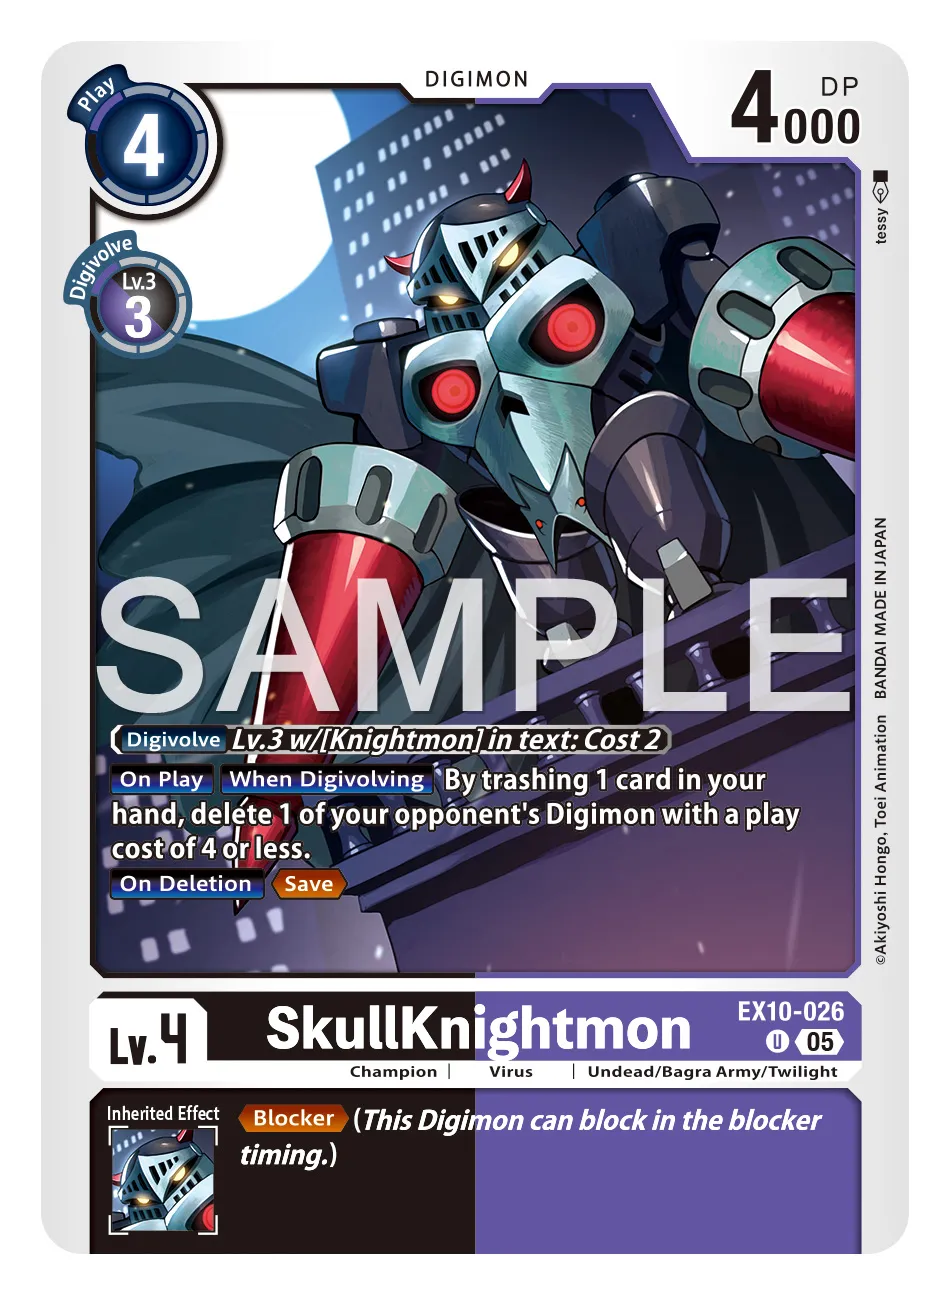 DIGIMON
Play
4
4000
DP
Digivolve
Lv.3
3
tessy
SAMPLE
BANDAI MADE IN JAPAN
©Akiyoshi Hongo, Toei Animation
Digivolve Lv.3 w/[Knightmon] in text: Cost 2
On Play When Digivolving By trashing 1 card in your
hand, delete 1 of your opponent's Digimon with a play
cost of 4 or less.
On Deletion Save
Lv.4
SkullKnightmon
EX10-026
U 05
Champion | Virus | Undead/Bagra Army/Twilight
Inherited Effect
Blocker (This Digimon can block in the blocker
timing.)